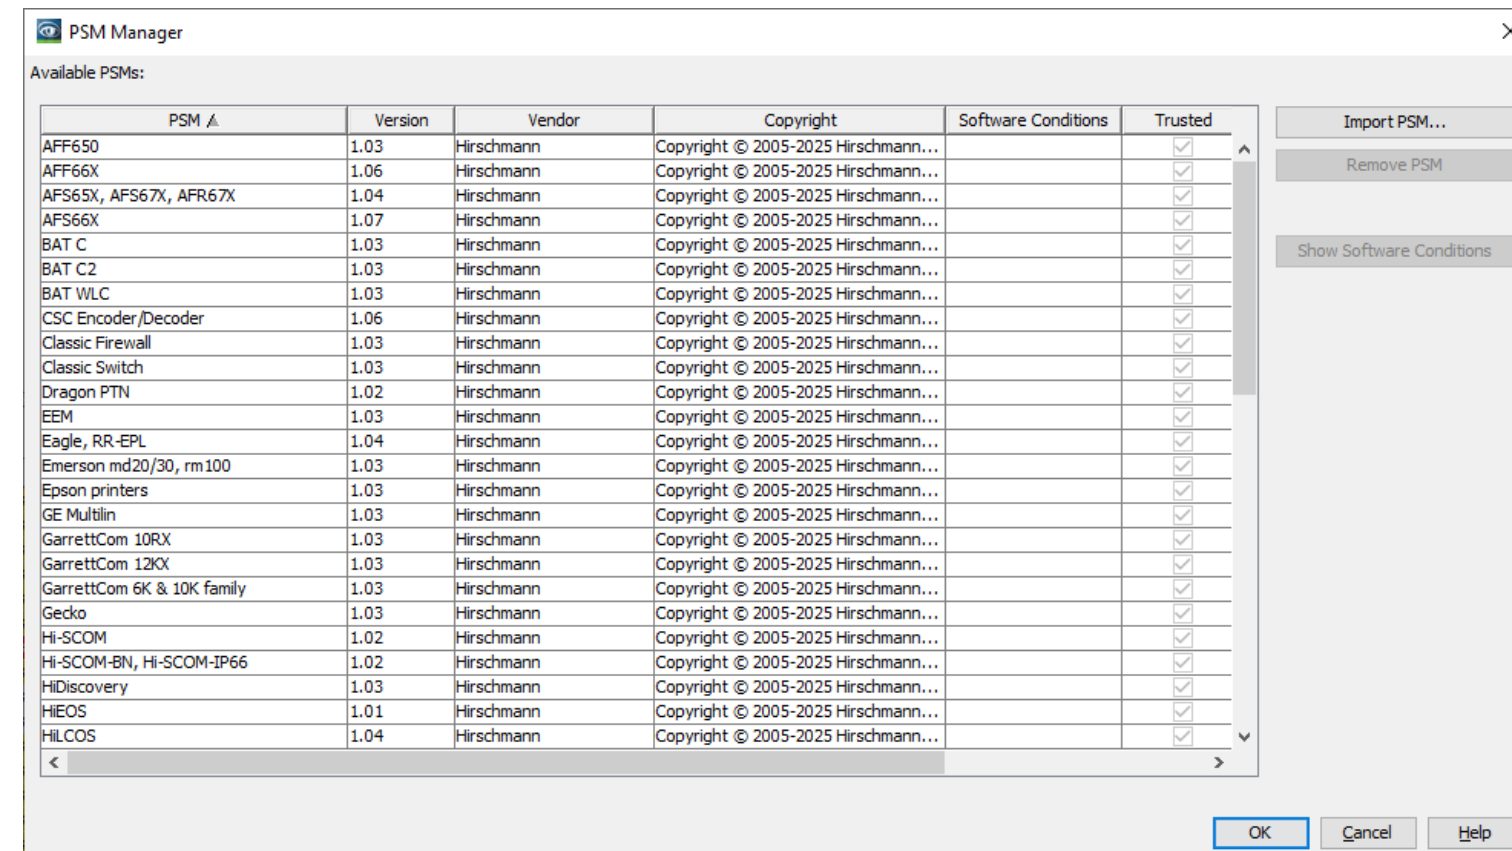 PSM Manager
Available PSMs:
PSM Version Vendor Copyright Software Conditions Trusted
AFF650 1.03 Hirschmann Copyright © 2005-2025 Hirschmann...
AFF66X 1.06 Hirschmann Copyright © 2005-2025 Hirschmann...
AFS65X, AFS67X, AFR67X 1.04 Hirschmann Copyright © 2005-2025 Hirschmann...
AFS66X 1.07 Hirschmann Copyright © 2005-2025 Hirschmann...
BAT C 1.03 Hirschmann Copyright © 2005-2025 Hirschmann...
BAT C2 1.03 Hirschmann Copyright © 2005-2025 Hirschmann...
BAT WLC 1.03 Hirschmann Copyright © 2005-2025 Hirschmann...
CSC Encoder/Decoder 1.06 Hirschmann Copyright © 2005-2025 Hirschmann...
Classic Firewall 1.03 Hirschmann Copyright © 2005-2025 Hirschmann...
Classic Switch 1.03 Hirschmann Copyright © 2005-2025 Hirschmann...
Dragon PTN 1.02 Hirschmann Copyright © 2005-2025 Hirschmann...
EEM 1.03 Hirschmann Copyright © 2005-2025 Hirschmann...
Eagle, RR-EPL 1.04 Hirschmann Copyright © 2005-2025 Hirschmann...
Emerson md20/30, rm100 1.03 Hirschmann Copyright © 2005-2025 Hirschmann...
Epson printers 1.03 Hirschmann Copyright © 2005-2025 Hirschmann...
GE Multilin 1.03 Hirschmann Copyright © 2005-2025 Hirschmann...
GarrettCom 10RX 1.03 Hirschmann Copyright © 2005-2025 Hirschmann...
GarrettCom 12KX 1.03 Hirschmann Copyright © 2005-2025 Hirschmann...
GarrettCom 6K & 10K family 1.03 Hirschmann Copyright © 2005-2025 Hirschmann...
Gecko 1.03 Hirschmann Copyright © 2005-2025 Hirschmann...
Hi-SCOM 1.02 Hirschmann Copyright © 2005-2025 Hirschmann...
Hi-SCOM-BN, Hi-SCOM-IP66 1.02 Hirschmann Copyright © 2005-2025 Hirschmann...
HiDiscovery 1.03 Hirschmann Copyright © 2005-2025 Hirschmann...
HiEOS 1.01 Hirschmann Copyright © 2005-2025 Hirschmann...
HiLCOS 1.04 Hirschmann Copyright © 2005-2025 Hirschmann...
Import PSM...
Remove PSM
Show Software Conditions
OK Cancel Help